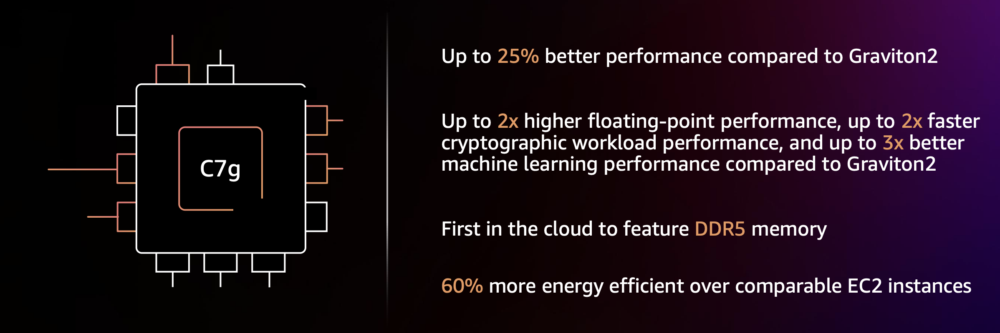 C7g
Up to 25% better performance compared to Graviton2
Up to 2x higher floating-point performance, up to 2x faster
cryptographic workload performance, and up to 3x better
machine learning performance compared to Graviton2
First in the cloud to feature DDR5 memory
60% more energy efficient over comparable EC2 instances